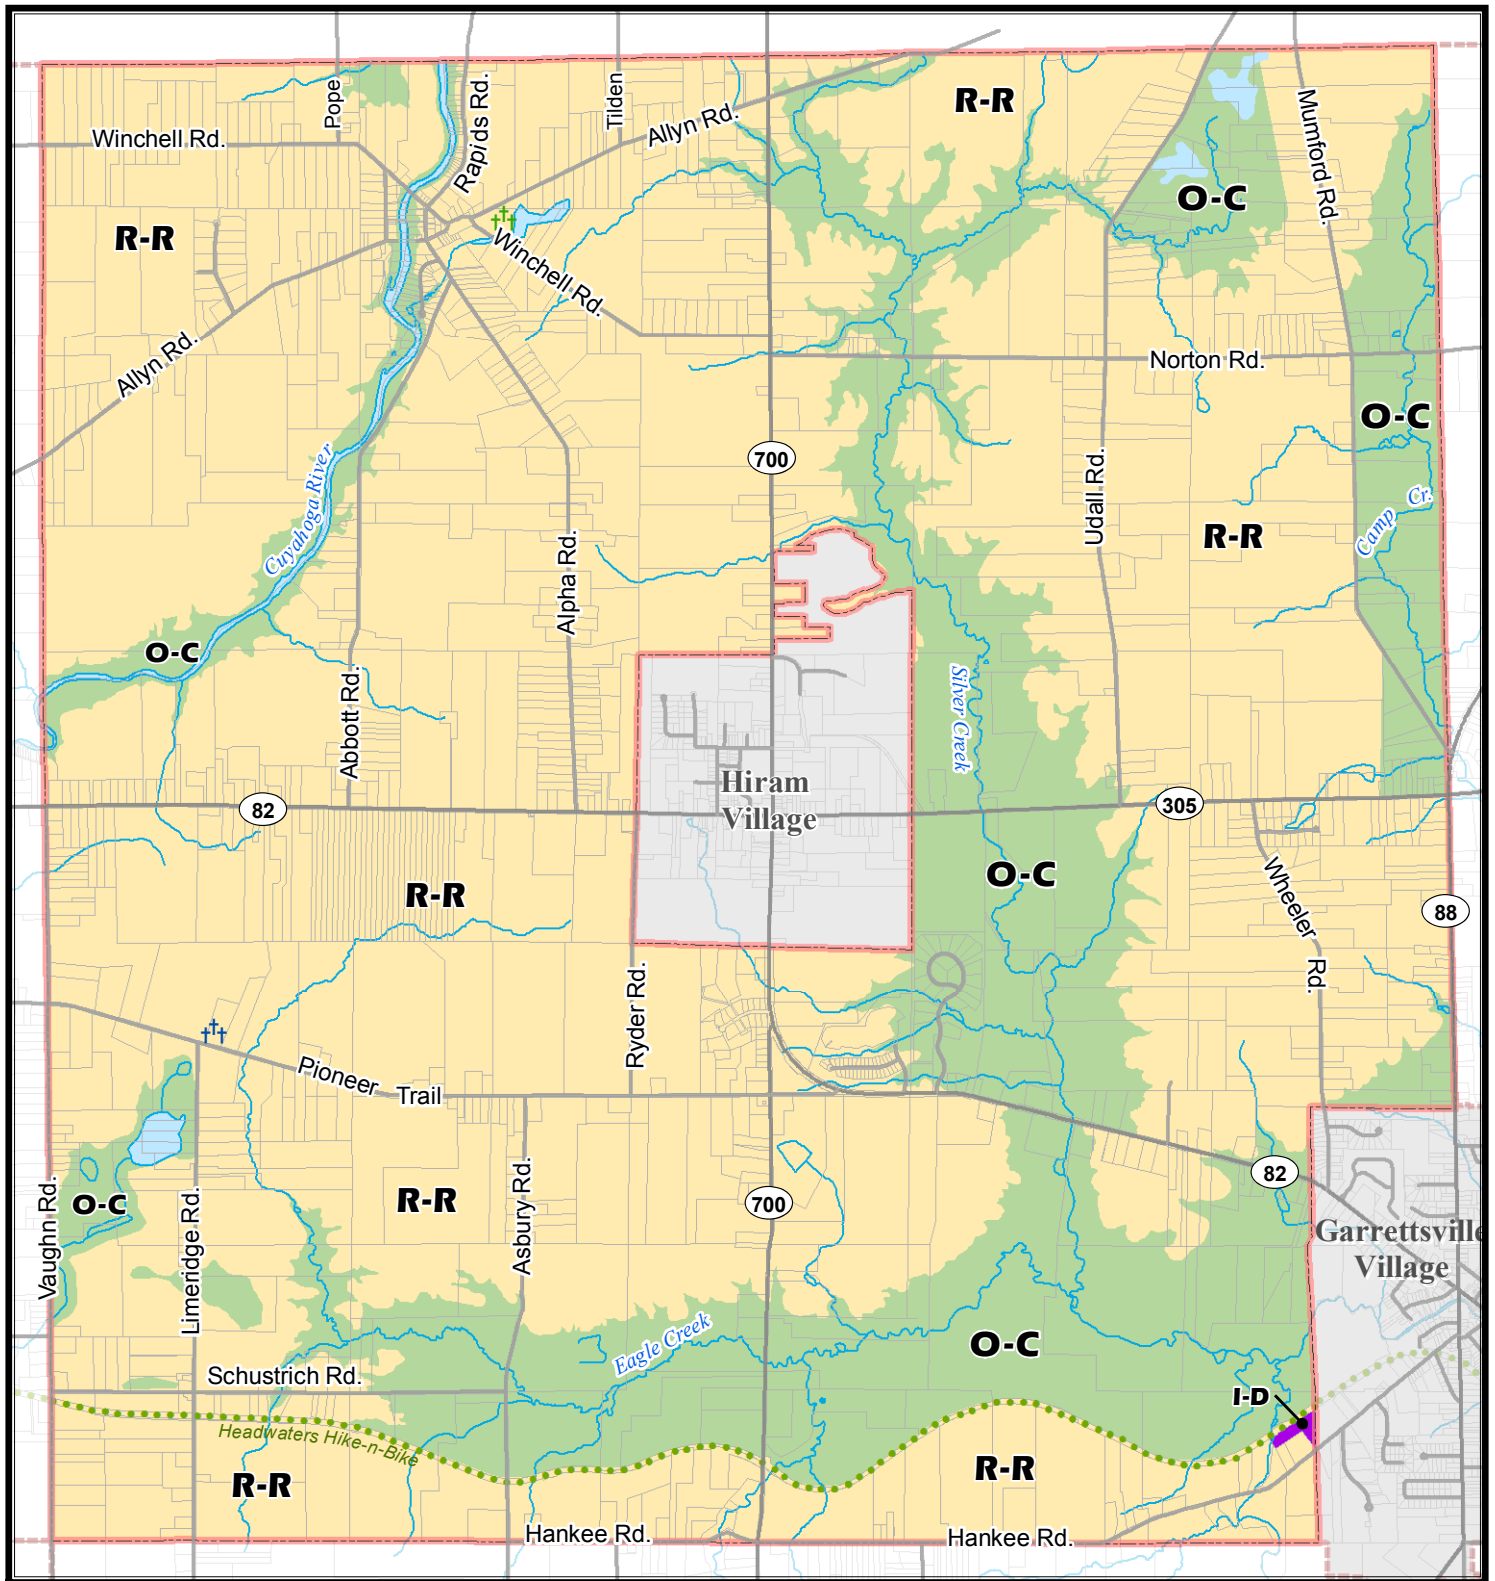 Pope
Rapids Rd.
Tilden
Allyn Rd.
R-R
Mumford Rd.
Winchell Rd.
O-C
R-R
Winchell Rd.
Allyn Rd.
Norton Rd.
O-C
700
Cuyahoga River
Udall Rd.
Camp Cr.
R-R
Alpha Rd.
O-C
Abbott Rd.
Silver Creek
Hiram
Village
82
305
O-C
R-R
Wheeler Rd.
88
Ryder Rd.
Pioneer Trail
Vaughn Rd.
O-C
Limeridge Rd.
R-R
Asbury Rd.
700
82
Garrettsville
Village
Eagle Creek
O-C
Schustrich Rd.
I-D
Headwaters Hike-n-Bike
R-R
R-R
Hankee Rd.
Hankee Rd.